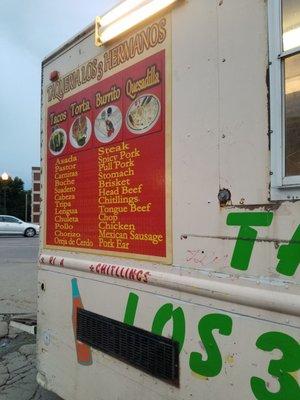 TAQUERIA LOS 3 HERMANOS
Tacos Torta Burrito Quesadilla
Asada Steak
Pastor Spicy Pork
Carnitas Pull Pork
Buche Stomach
Suadero Brisket
Cabeza Head Beef
Tripa Chitlings
Lengua Tongue Beef
Chuleta Chop
Pollo Chicken
Chorizo Mexican Sausage
Oreja de Cerdo Pork Ear
CHITLINGS
TA
LOS 3